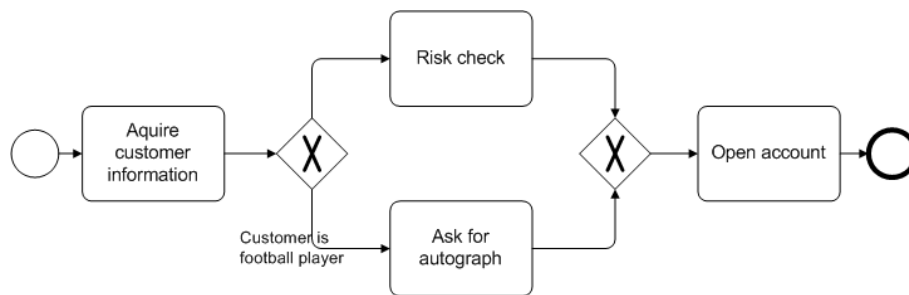 Risk check
Aquire
customer
information
Open account
Customer is
football player
Ask for
autograph